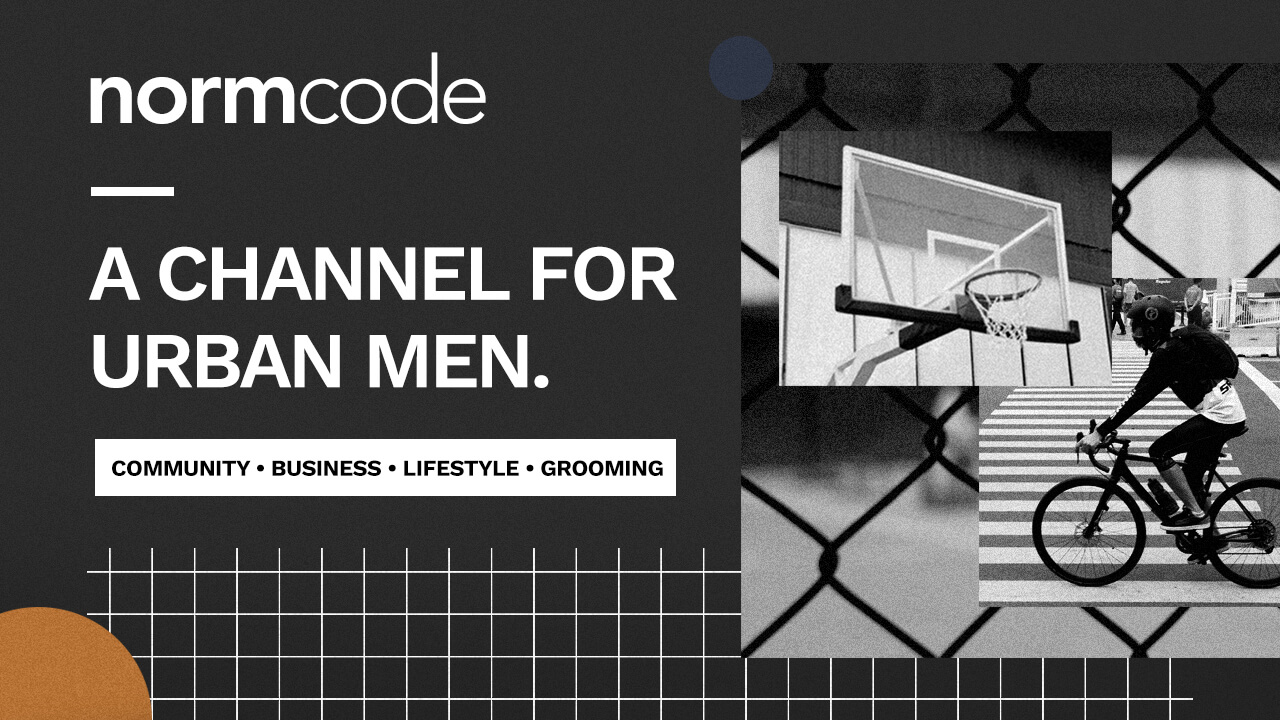 normcode
A CHANNEL FOR
URBAN MEN.
COMMUNITY • BUSINESS • LIFESTYLE • GROOMING